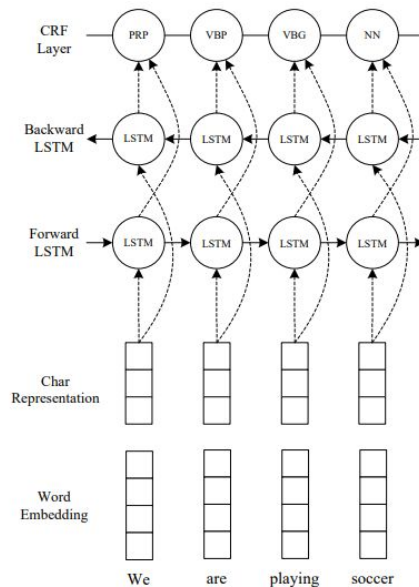 CRF
Layer
PRP VBP VBG NN
Backward
LSTM
LSTM LSTM LSTM LSTM
Forward
LSTM
LSTM LSTM LSTM LSTM
Char
Representation
Word
Embedding
We are playing soccer